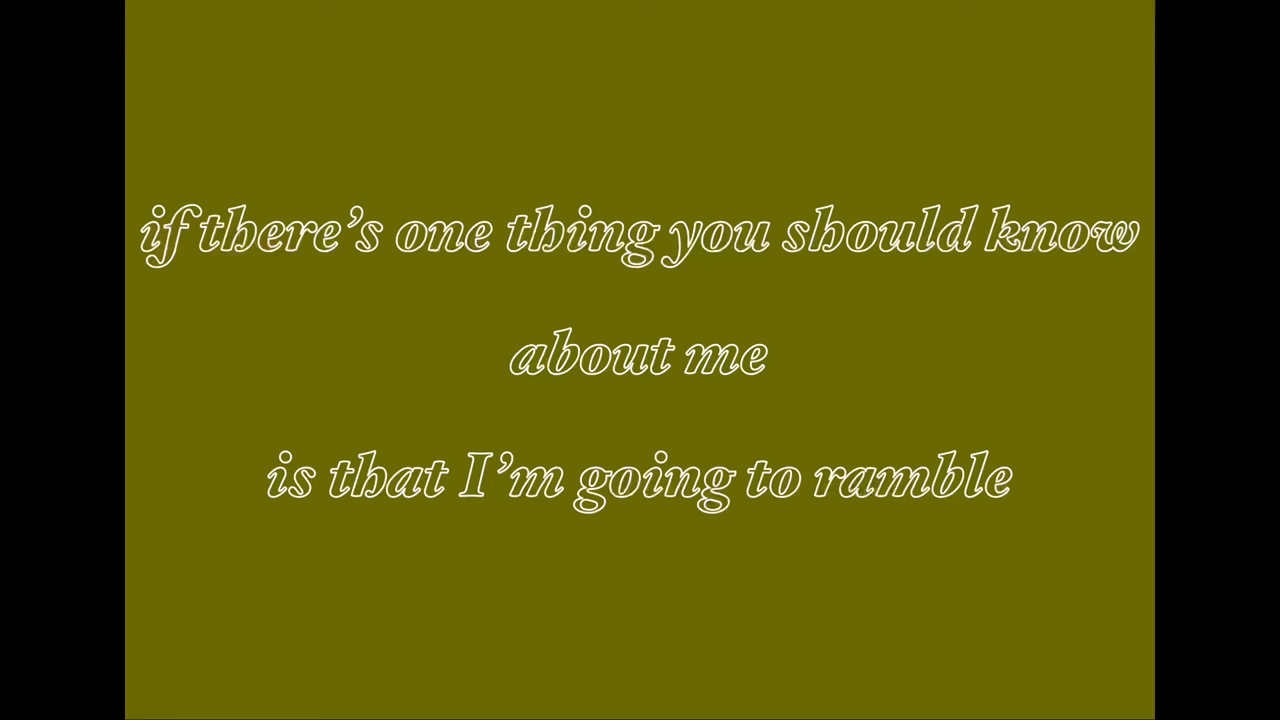 if there’s one thing you should know
about me
is that I’m going to ramble